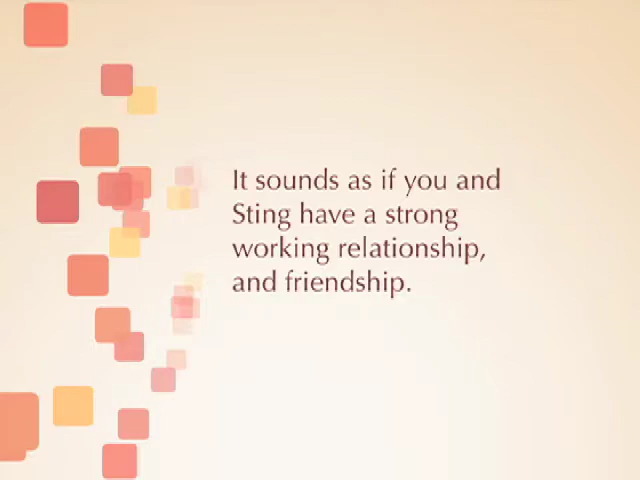 It sounds as if you and
Sting have a strong
working relationship,
and friendship.